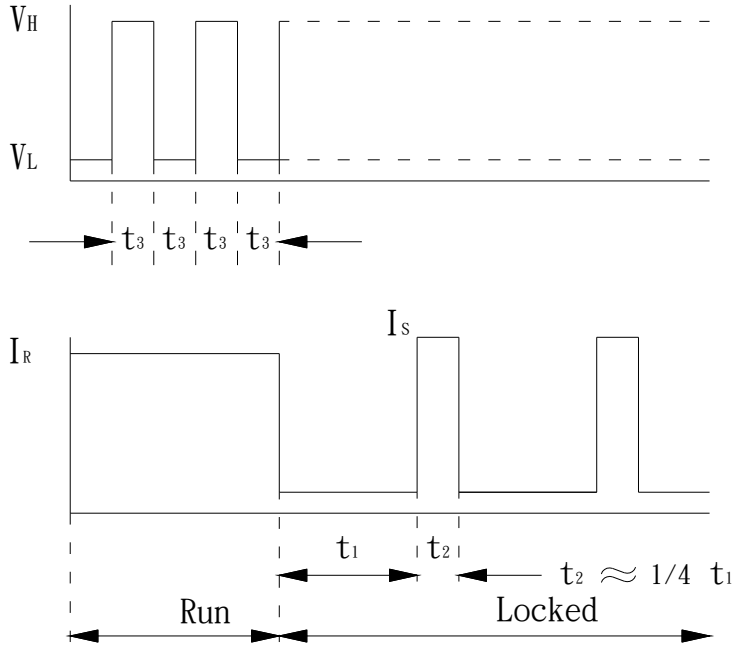 VH
VL
t3 t3 t3 t3
IS
IR
t1 t2
t2 ≈ 1/4 t1
Run Locked